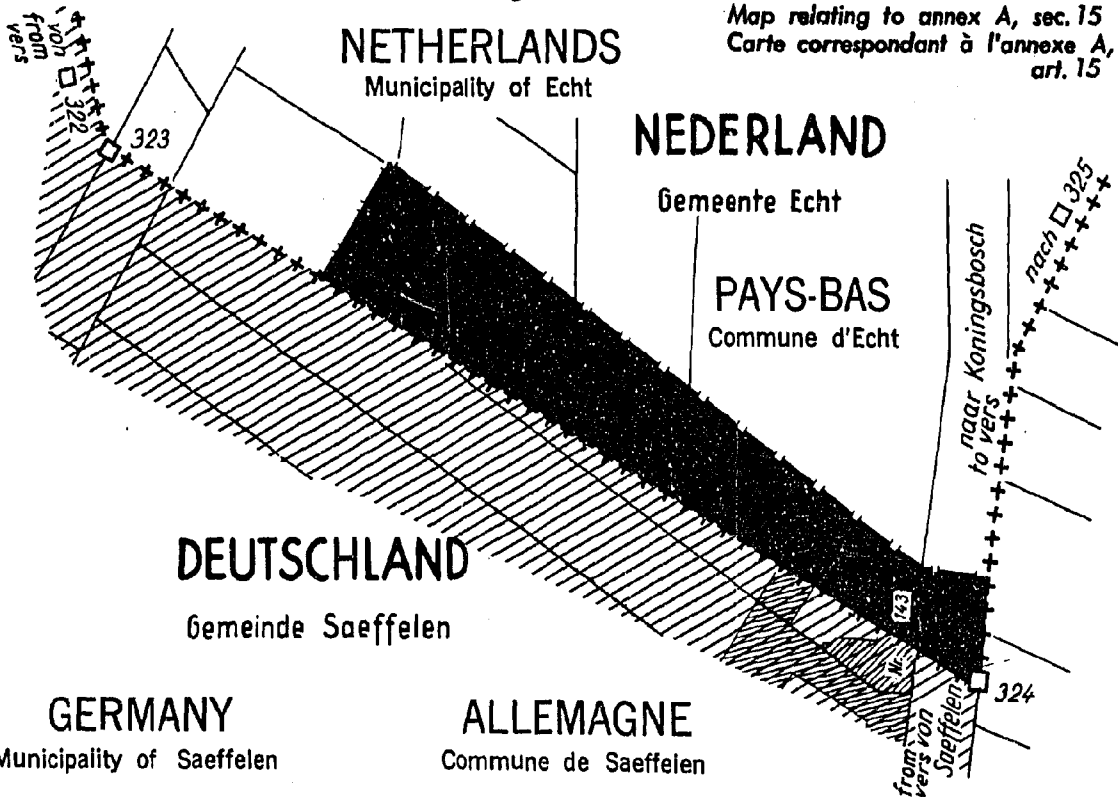 Map relating to annex A, sec. 15
Carte correspondant à l'annexe A,
art. 15
NETHERLANDS
Municipality of Echt
NEDERLAND
Gemeente Echt
PAYS-BAS
Commune d'Echt
von
from
vers
322
323
nach 325
naar Koningsbosch
to vers
DEUTSCHLAND
Gemeinde Saeffelen
143
Nr.
324
from von
vers Saeffelen
GERMANY
Municipality of Saeffelen
ALLEMAGNE
Commune de Saeffelen